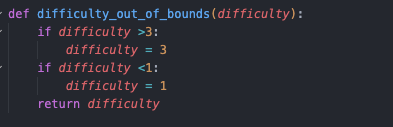 def difficulty_out_of_bounds(difficulty):
    if difficulty >3:
        difficulty = 3
    if difficulty <1:
        difficulty = 1
    return difficulty